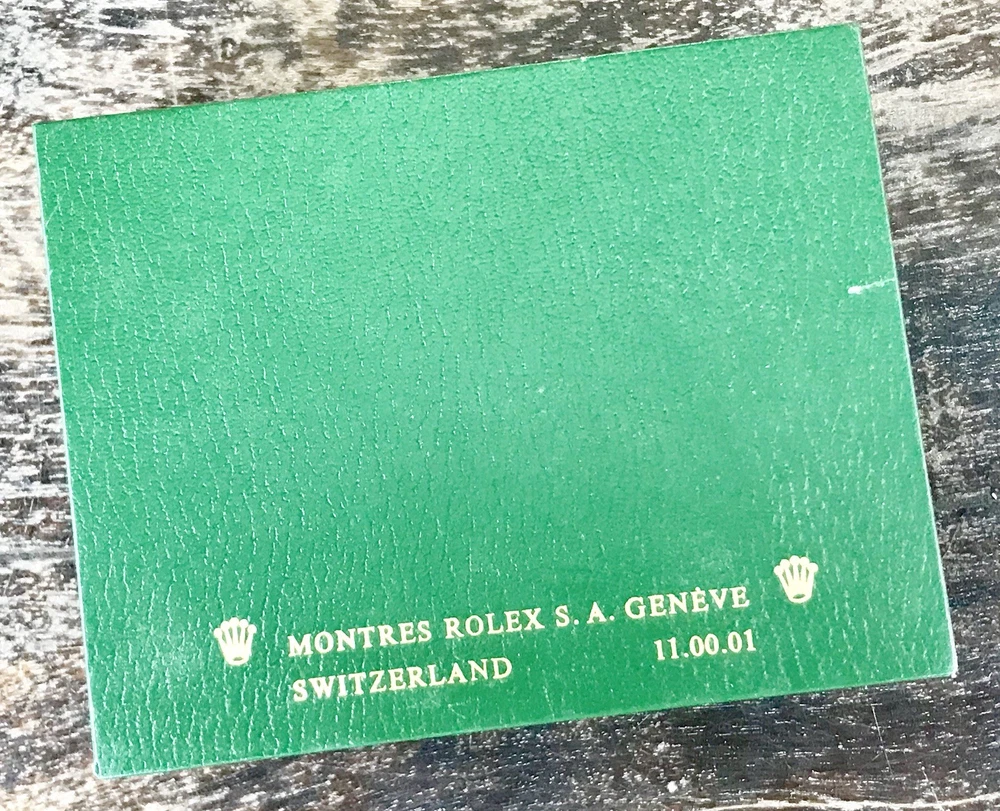 MONTRES ROLEX S. A. GENÈVE
SWITZERLAND 11.00.01